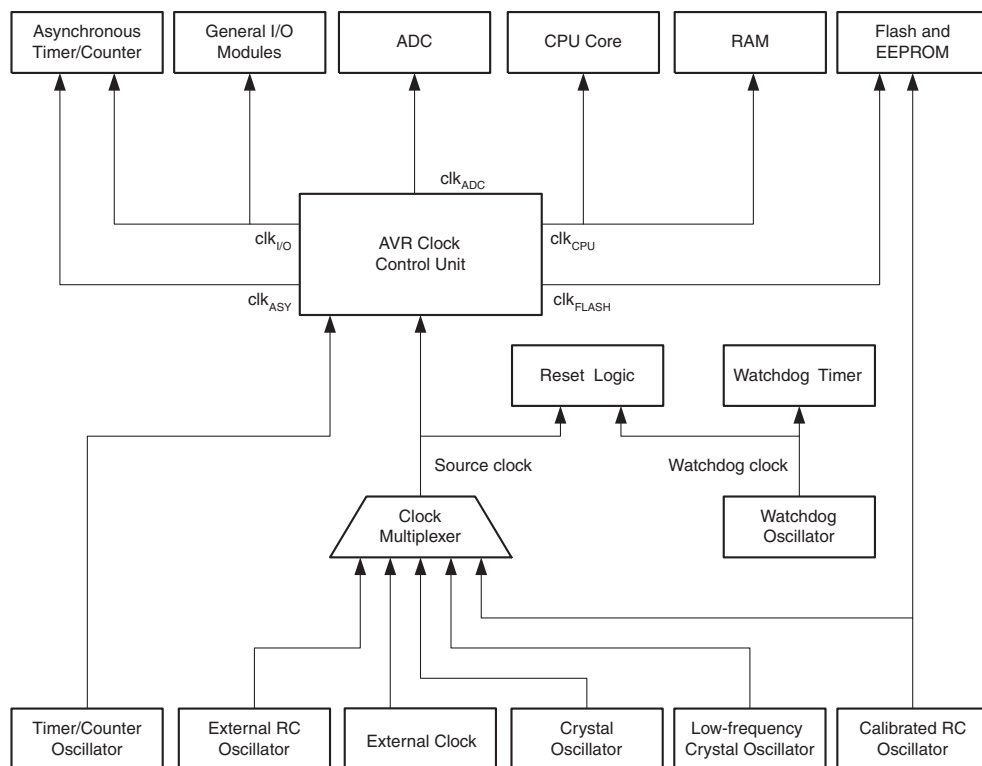 Asynchronous
Timer/Counter
General I/O
Modules
ADC
CPU Core
RAM
Flash and
EEPROM
clkADC
clkI/O
AVR Clock
Control Unit
clkCPU
clkASY
clkFLASH
Reset Logic
Watchdog Timer
Source clock
Watchdog clock
Clock
Multiplexer
Watchdog
Oscillator
Timer/Counter
Oscillator
External RC
Oscillator
External Clock
Crystal
Oscillator
Low-frequency
Crystal Oscillator
Calibrated RC
Oscillator